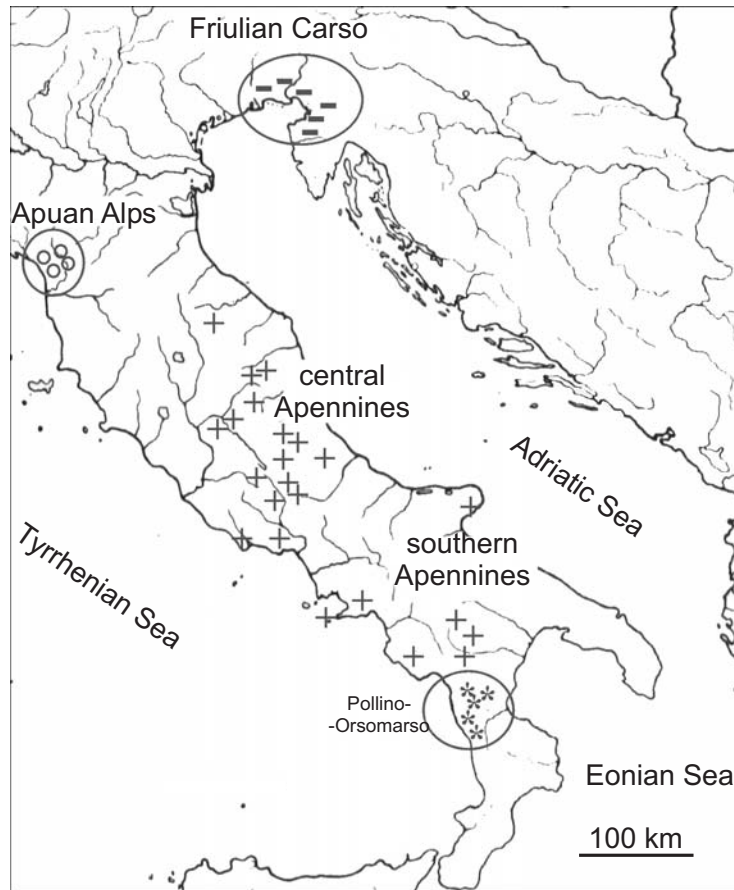 Friulian Carso
Apuan Alps
central
Apennines
Adriatic Sea
Tyrrhenian Sea
southern
Apennines
Pollino-
-Orsomarso
Eonian Sea
100 km